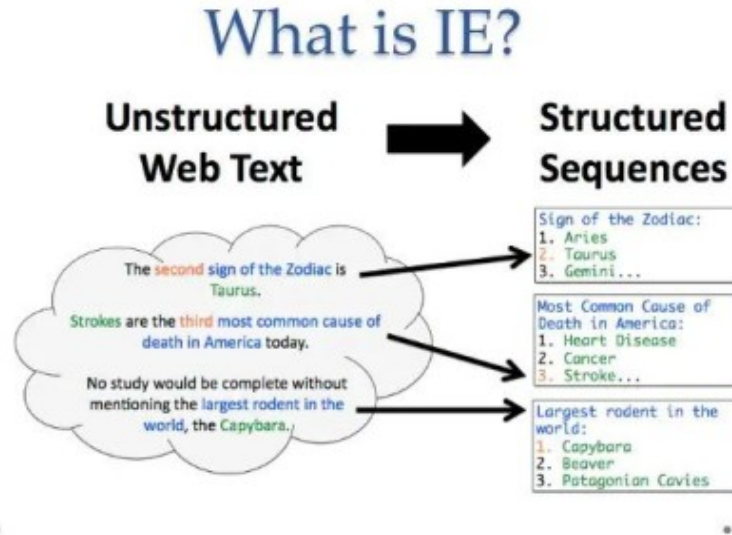 What is IE?
Unstructured
Web Text
Structured
Sequences
The second sign of the Zodiac is
Taurus.
Strokes are the third most common cause of
death in America today.
No study would be complete without
mentioning the largest rodent in the
world, the Capybara.
Sign of the Zodiac:
1. Aries
2. Taurus
3. Gemini...
Most Common Cause of
Death in America:
1. Heart Disease
2. Cancer
3. Stroke...
Largest rodent in the
world:
1. Capybara
2. Beaver
3. Patagonian Cavies